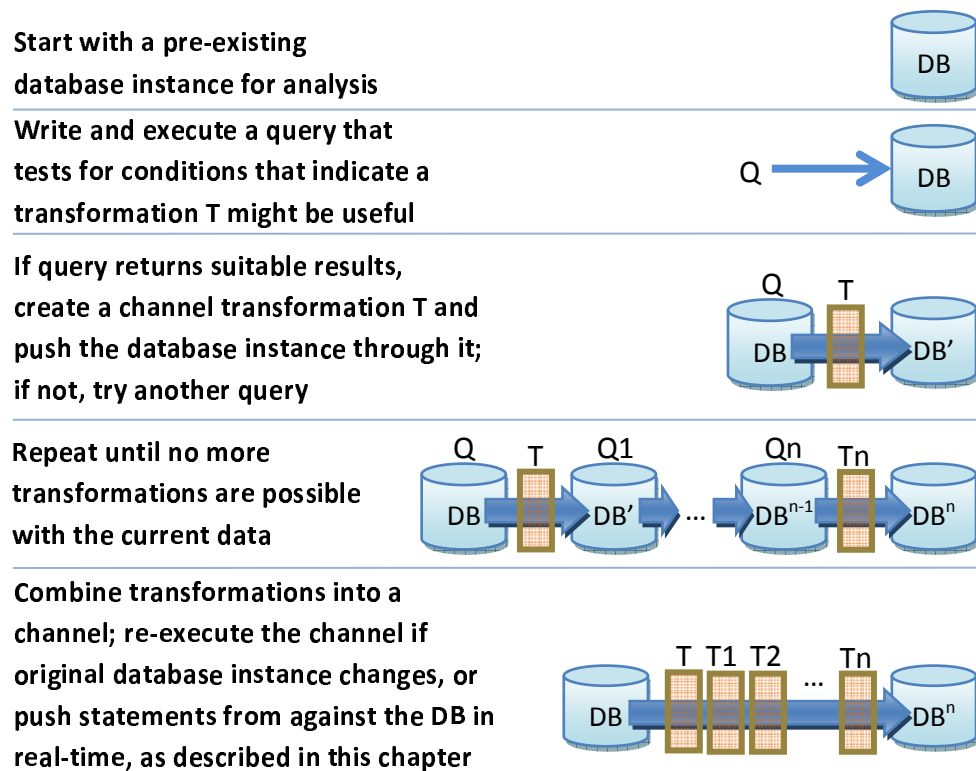 Start with a pre-existing
database instance for analysis
DB
Write and execute a query that
tests for conditions that indicate a
transformation T might be useful
Q
DB
If query returns suitable results,
create a channel transformation T and
push the database instance through it;
if not, try another query
Q T
DB DB’
Repeat until no more
transformations are possible
with the current data
Q T Q1 Qn Tn
DB DB’ ... DBⁿ⁻¹ DBⁿ
Combine transformations into a
channel; re-execute the channel if
original database instance changes, or
push statements from against the DB in
real-time, as described in this chapter
T T1 T2 ... Tn
DB DBⁿ